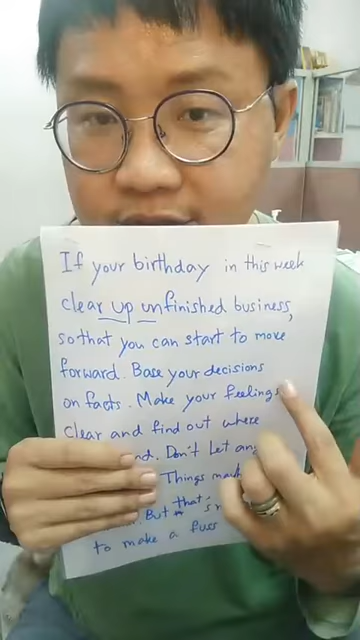 If your birthday in this week
clear up unfinished business,
so that you can start to move
forward. Base your decisions
on facts. Make your feelings
clear and find out where
Don't Let
Things
But that's
to make a fuss